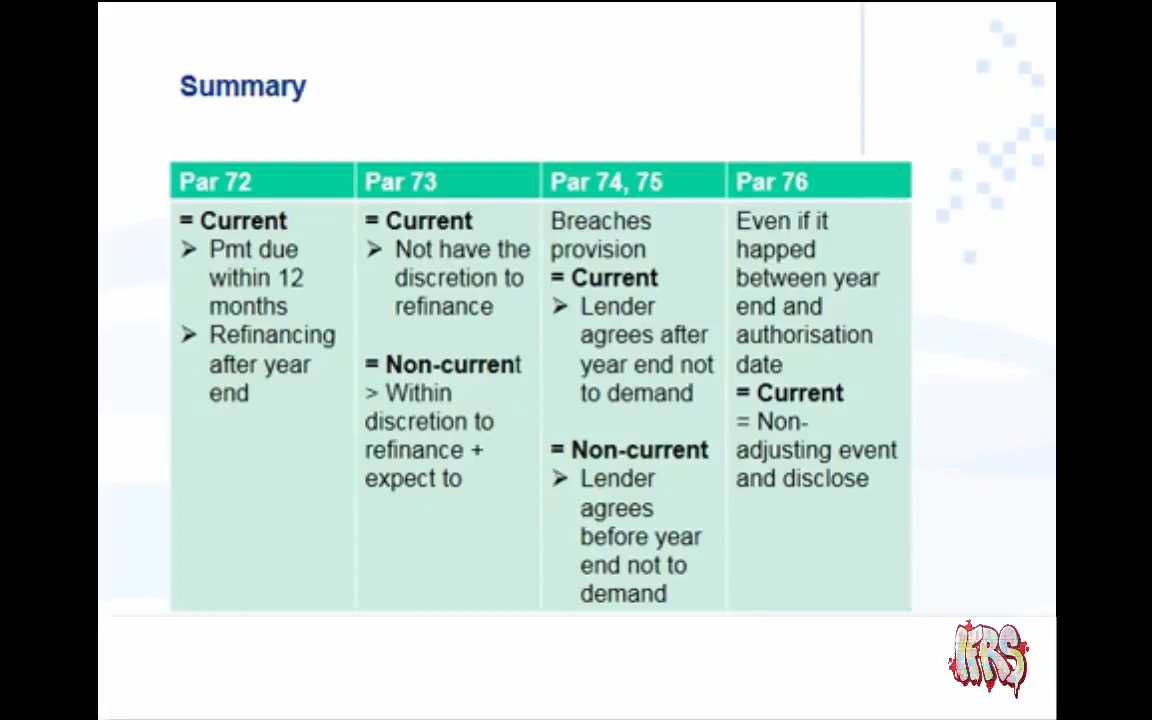 Summary
Par 72
= Current
➢ Pmt due
within 12
months
➢ Refinancing
after year
end
Par 73
= Current
➢ Not have the
discretion to
refinance
= Non-current
> Within
discretion to
refinance +
expect to
Par 74, 75
Breaches
provision
= Current
➢ Lender
agrees after
year end not
to demand
= Non-current
➢ Lender
agrees
before year
end not to
demand
Par 76
Even if it
happed
between year
end and
authorisation
date
= Current
= Non-
adjusting event
and disclose
IFRS